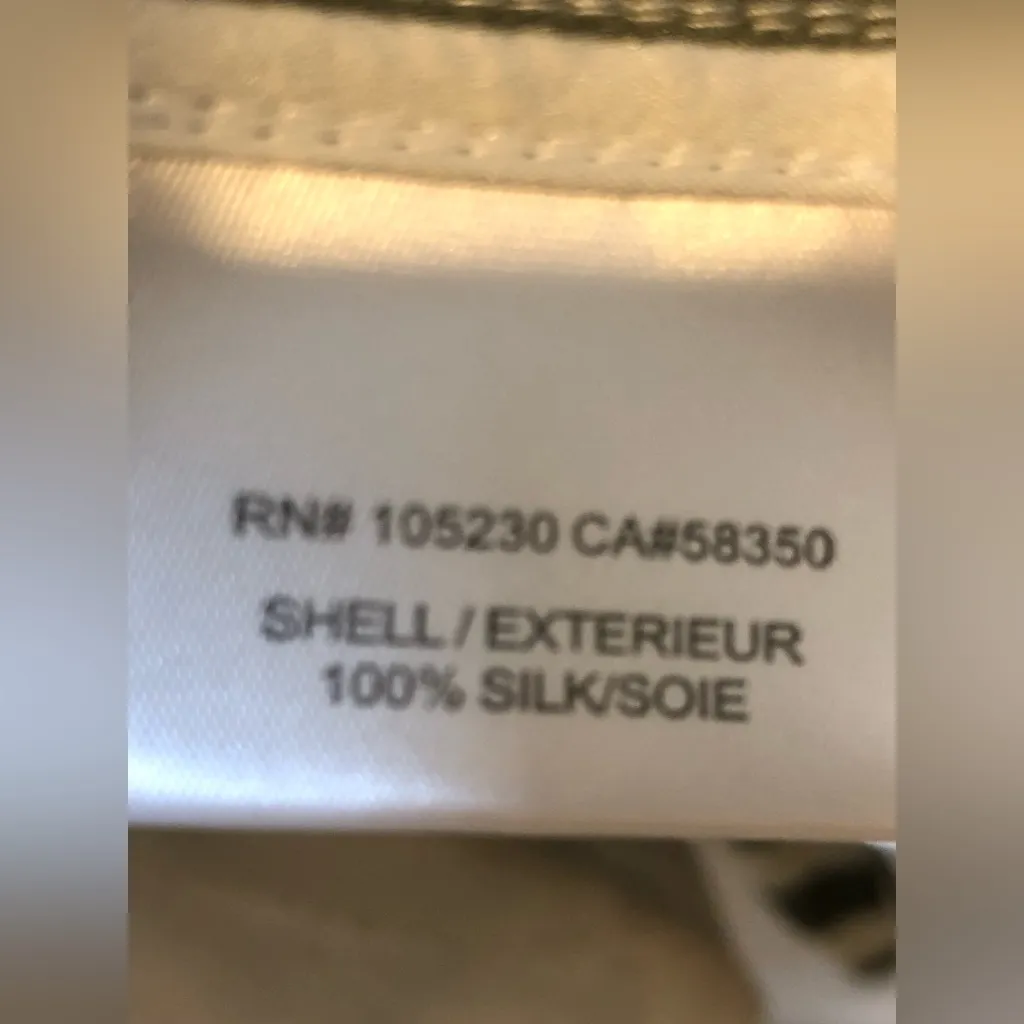 RN# 105230 CA#58350
SHELL / EXTERIEUR
100% SILK/SOIE